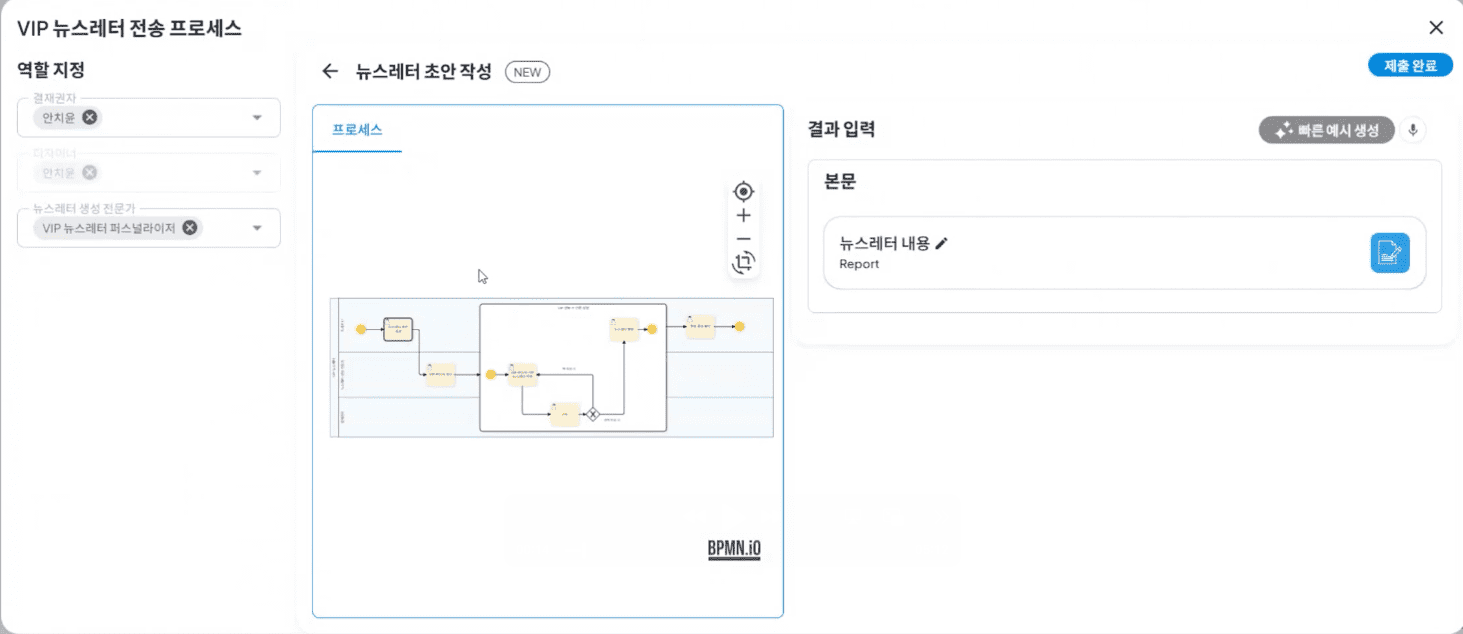 VIP 뉴스레터 전송 프로세스
역할 지정
결재권자
안치윤
디자이너
안치윤
뉴스레터 생성 전문가
VIP 뉴스레터 퍼스널라이저
뉴스레터 초안 작성
NEW
제출 완료
프로세스
BPMN.iO
결과 입력
빠른 예시 생성
본문
뉴스레터 내용
Report